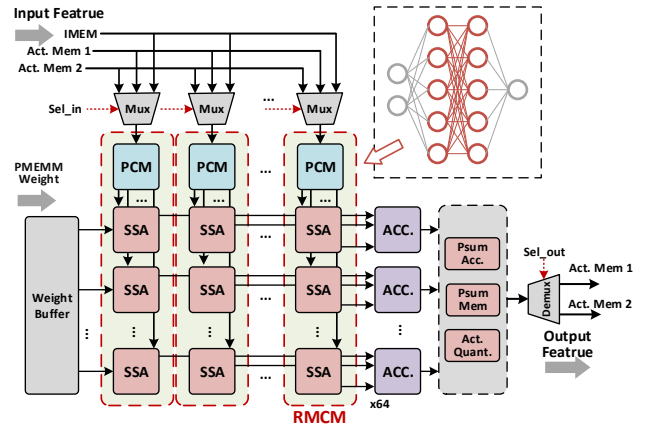 Input Featrue
IMEM
Act. Mem 1
Act. Mem 2
Sel_in
Mux
Mux
...
Mux
PMEMM
Weight
PCM
PCM
...
PCM
...
...
...
SSA
SSA
...
SSA
ACC.
SSA
SSA
...
SSA
ACC.
Weight
Buffer
...
...
...
...
...
SSA
SSA
...
SSA
ACC.
x64
RMCM
Psum
Acc.
Psum
Mem
Act.
Quant.
Sel_out
Demux
Act. Mem 1
Act. Mem 2
Output
Featrue